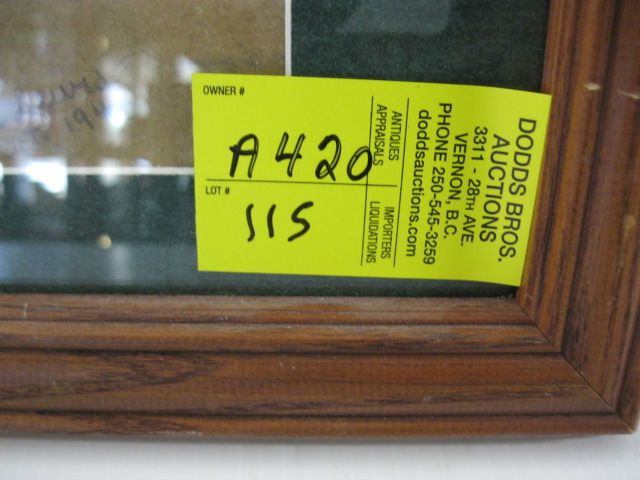 OWNER #
A420
LOT #
115
ANTIQUES
APPRAISALS
IMPORTERS
LIQUIDATIONS
DODDS BROS.
AUCTIONS
3311 - 28TH AVE.
VERNON, B.C.
PHONE 250-545-3259
doddsauctions.com